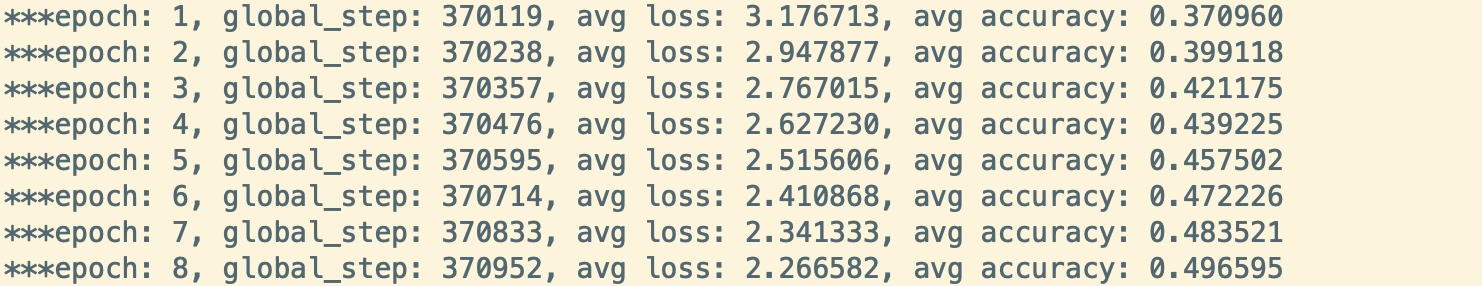 ***epoch: 1, global_step: 370119, avg loss: 3.176713, avg accuracy: 0.370960
***epoch: 2, global_step: 370238, avg loss: 2.947877, avg accuracy: 0.399118
***epoch: 3, global_step: 370357, avg loss: 2.767015, avg accuracy: 0.421175
***epoch: 4, global_step: 370476, avg loss: 2.627230, avg accuracy: 0.439225
***epoch: 5, global_step: 370595, avg loss: 2.515606, avg accuracy: 0.457502
***epoch: 6, global_step: 370714, avg loss: 2.410868, avg accuracy: 0.472226
***epoch: 7, global_step: 370833, avg loss: 2.341333, avg accuracy: 0.483521
***epoch: 8, global_step: 370952, avg loss: 2.266582, avg accuracy: 0.496595